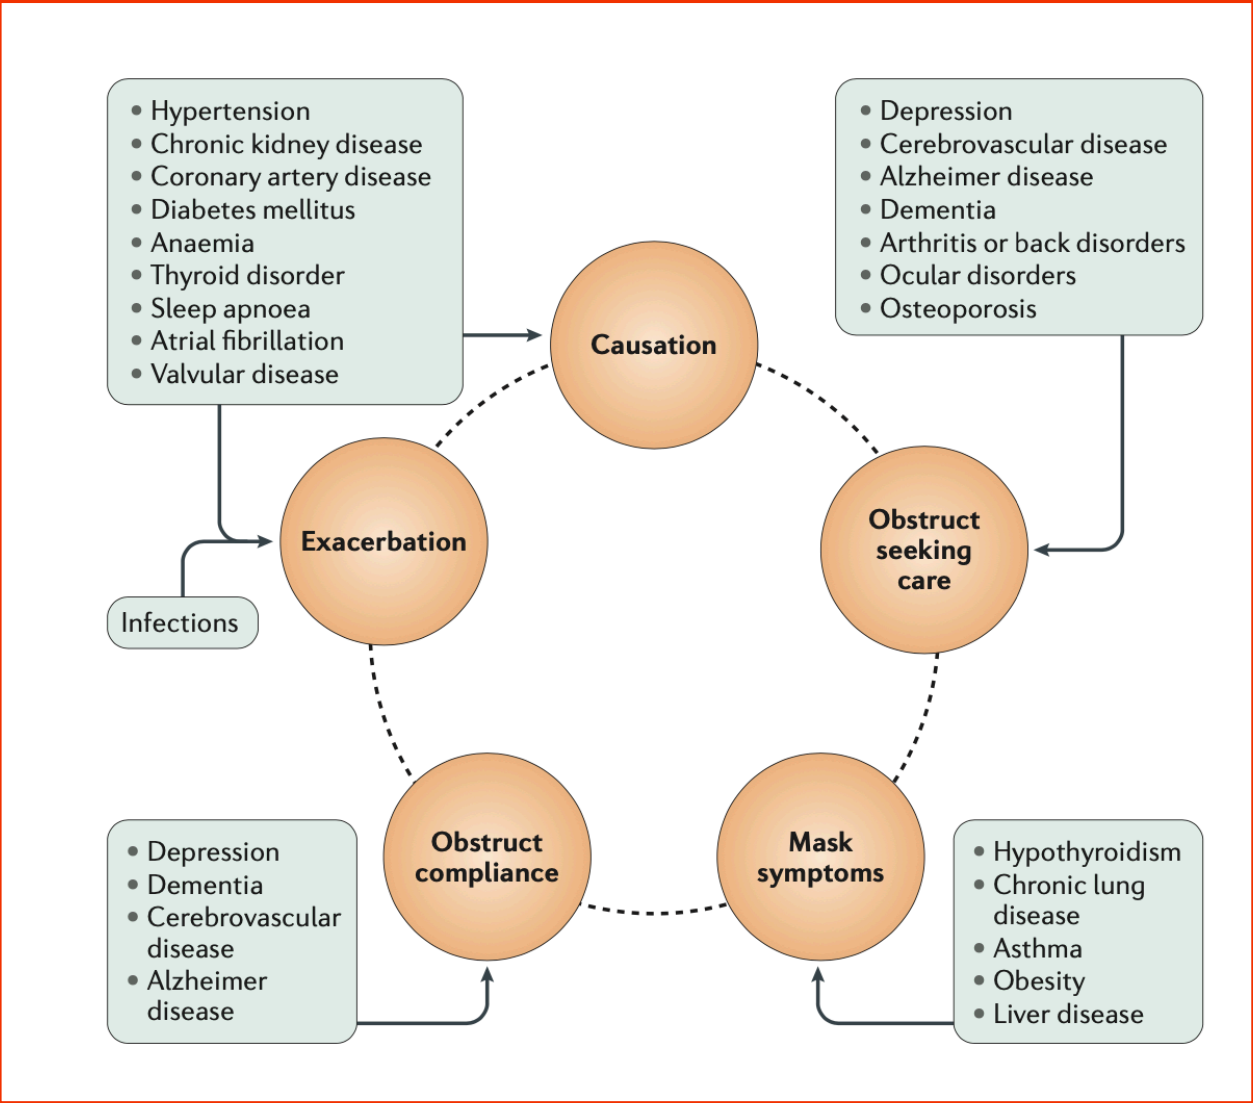 Hypertension
Chronic kidney disease
Coronary artery disease
Diabetes mellitus
Anaemia
Thyroid disorder
Sleep apnoea
Atrial fibrillation
Valvular disease
Depression
Cerebrovascular disease
Alzheimer disease
Dementia
Arthritis or back disorders
Ocular disorders
Osteoporosis
Causation
Exacerbation
Obstruct
seeking
care
Infections
Obstruct
compliance
Mask
symptoms
Depression
Dementia
Cerebrovascular
disease
Alzheimer
disease
Hypothyroidism
Chronic lung
disease
Asthma
Obesity
Liver disease